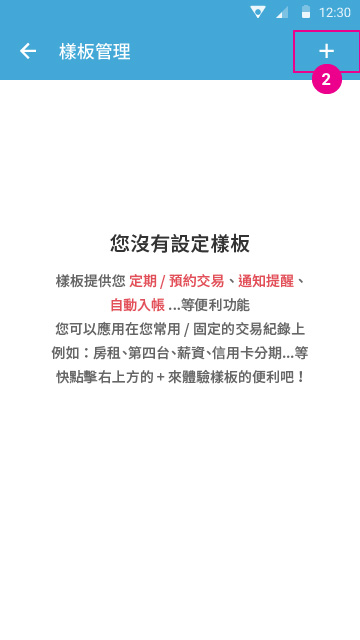 12:30
樣板管理
2
您沒有設定樣板
樣板提供您 定期 / 預約交易、通知提醒、
自動入帳 ...等便利功能
您可以應用在您常用 / 固定的交易紀錄上
例如：房租、第四台、薪資、信用卡分期...等
快點擊右上方的 + 來體驗樣板的便利吧！